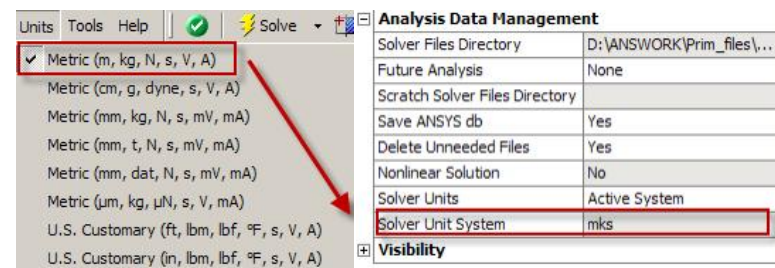 Units Tools Help Solve
Metric (m, kg, N, s, V, A)
Metric (cm, g, dyne, s, V, A)
Metric (mm, kg, N, s, mV, mA)
Metric (mm, t, N, s, mV, mA)
Metric (mm, dat, N, s, mV, mA)
Metric (μm, kg, μN, s, V, mA)
U.S. Customary (ft, lbm, lbf, °F, s, V, A)
U.S. Customary (in, lbm, lbf, °F, s, V, A)
Analysis Data Management
Solver Files Directory D:\ANSWORK\Prim_files\...
Future Analysis None
Scratch Solver Files Directory
Save ANSYS db Yes
Delete Unneeded Files Yes
Nonlinear Solution No
Solver Units Active System
Solver Unit System mks
Visibility